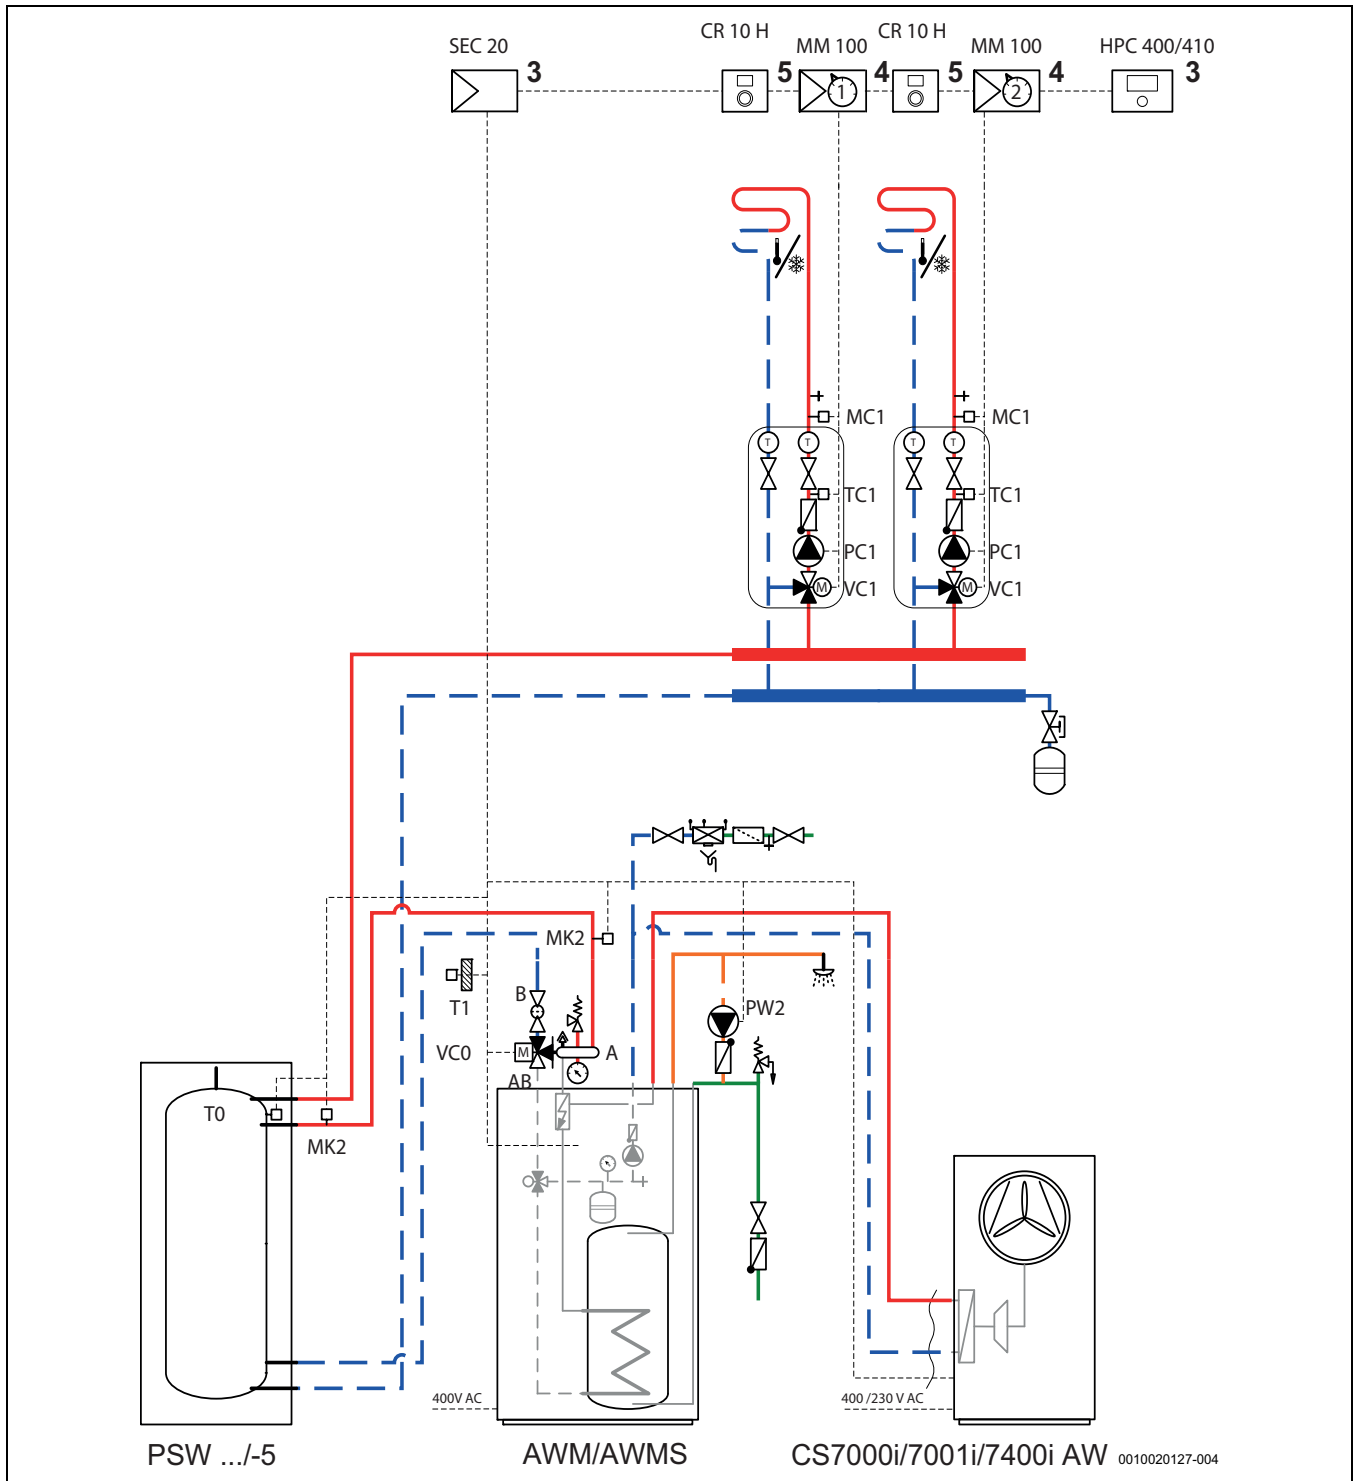 SEC 20
3
CR 10 H
5
MM 100
1
4
CR 10 H
5
MM 100
2
4
HPC 400/410
3
MC1
MC1
T
T
T
T
TC1
TC1
PC1
PC1
M
VC1
M
VC1
MK2
T1
B
PW2
VC0
M
A
AB
T0
MK2
400V AC
400 /230 V AC
PSW .../-5
AWM/AWMS
CS7000i/7001i/7400i AW
0010020127-004